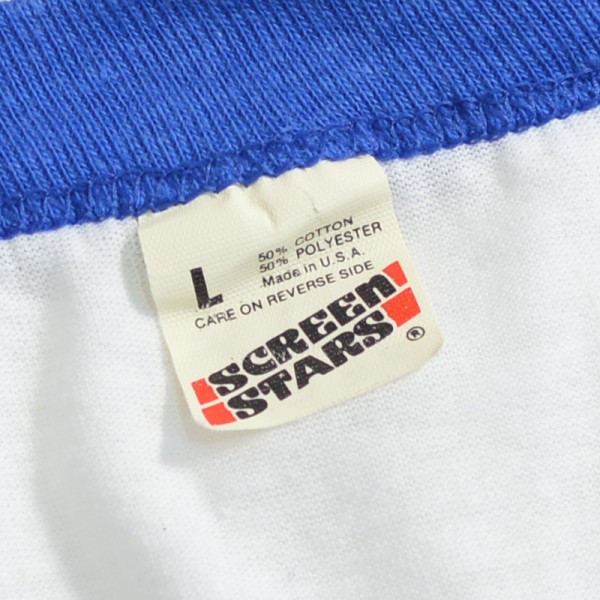 50% COTTON
50% POLYESTER
Made in U.S.A.
L
CARE ON REVERSE SIDE
SCREEN
STARS®